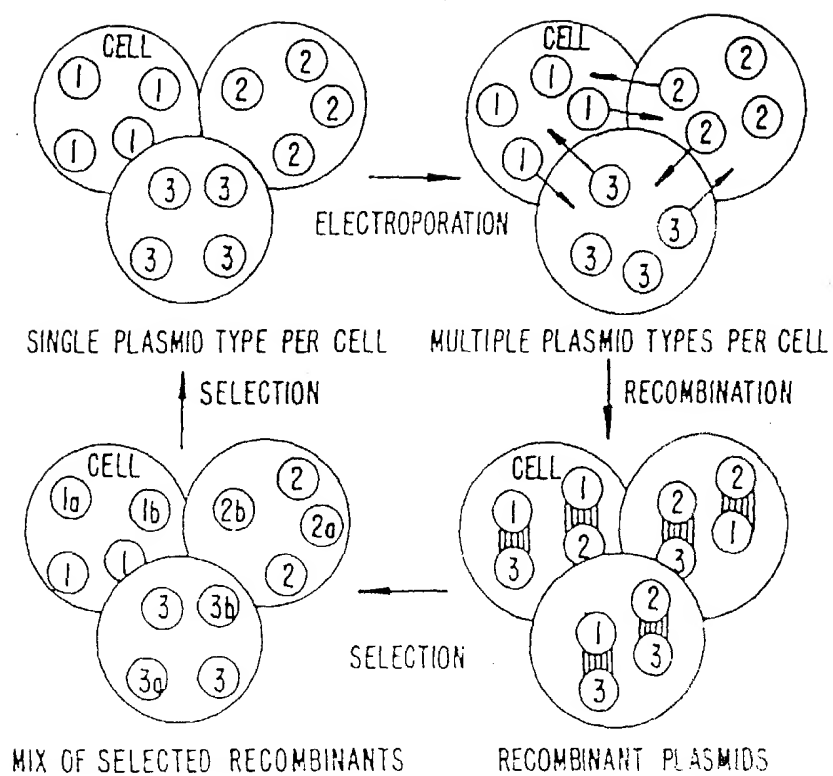 CELL
1 1 1 1
2 2 2 2
3 3 3 3
SINGLE PLASMID TYPE PER CELL
ELECTROPORATION
CELL
1 1 1 1
2 2 2 2
3 3 3 3
MULTIPLE PLASMID TYPES PER CELL
SELECTION
RECOMBINATION
CELL
1a 1b 1 1
2 2b 2a 2
3 3b 3a 3
MIX OF SELECTED RECOMBINANTS
SELECTION
CELL
1 3
1 2
2 3
2 1
1 3
2 3
RECOMBINANT PLASMIDS